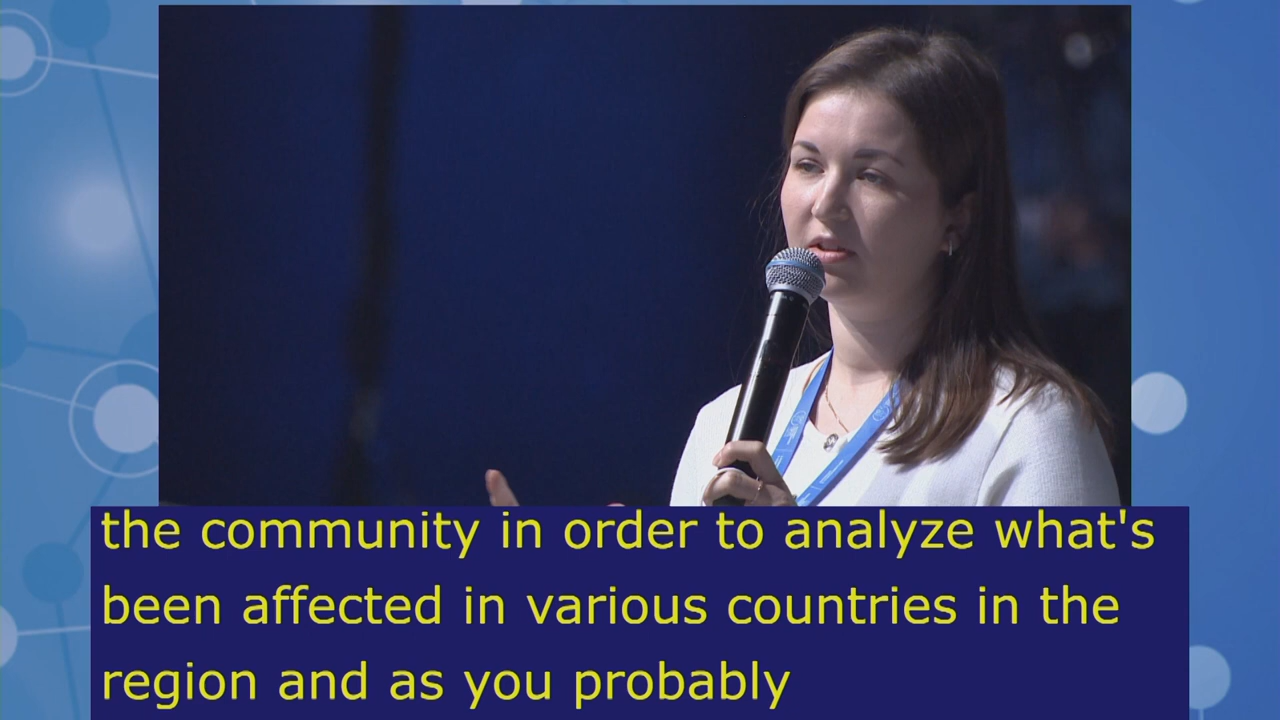 the community in order to analyze what's
been affected in various countries in the
region and as you probably